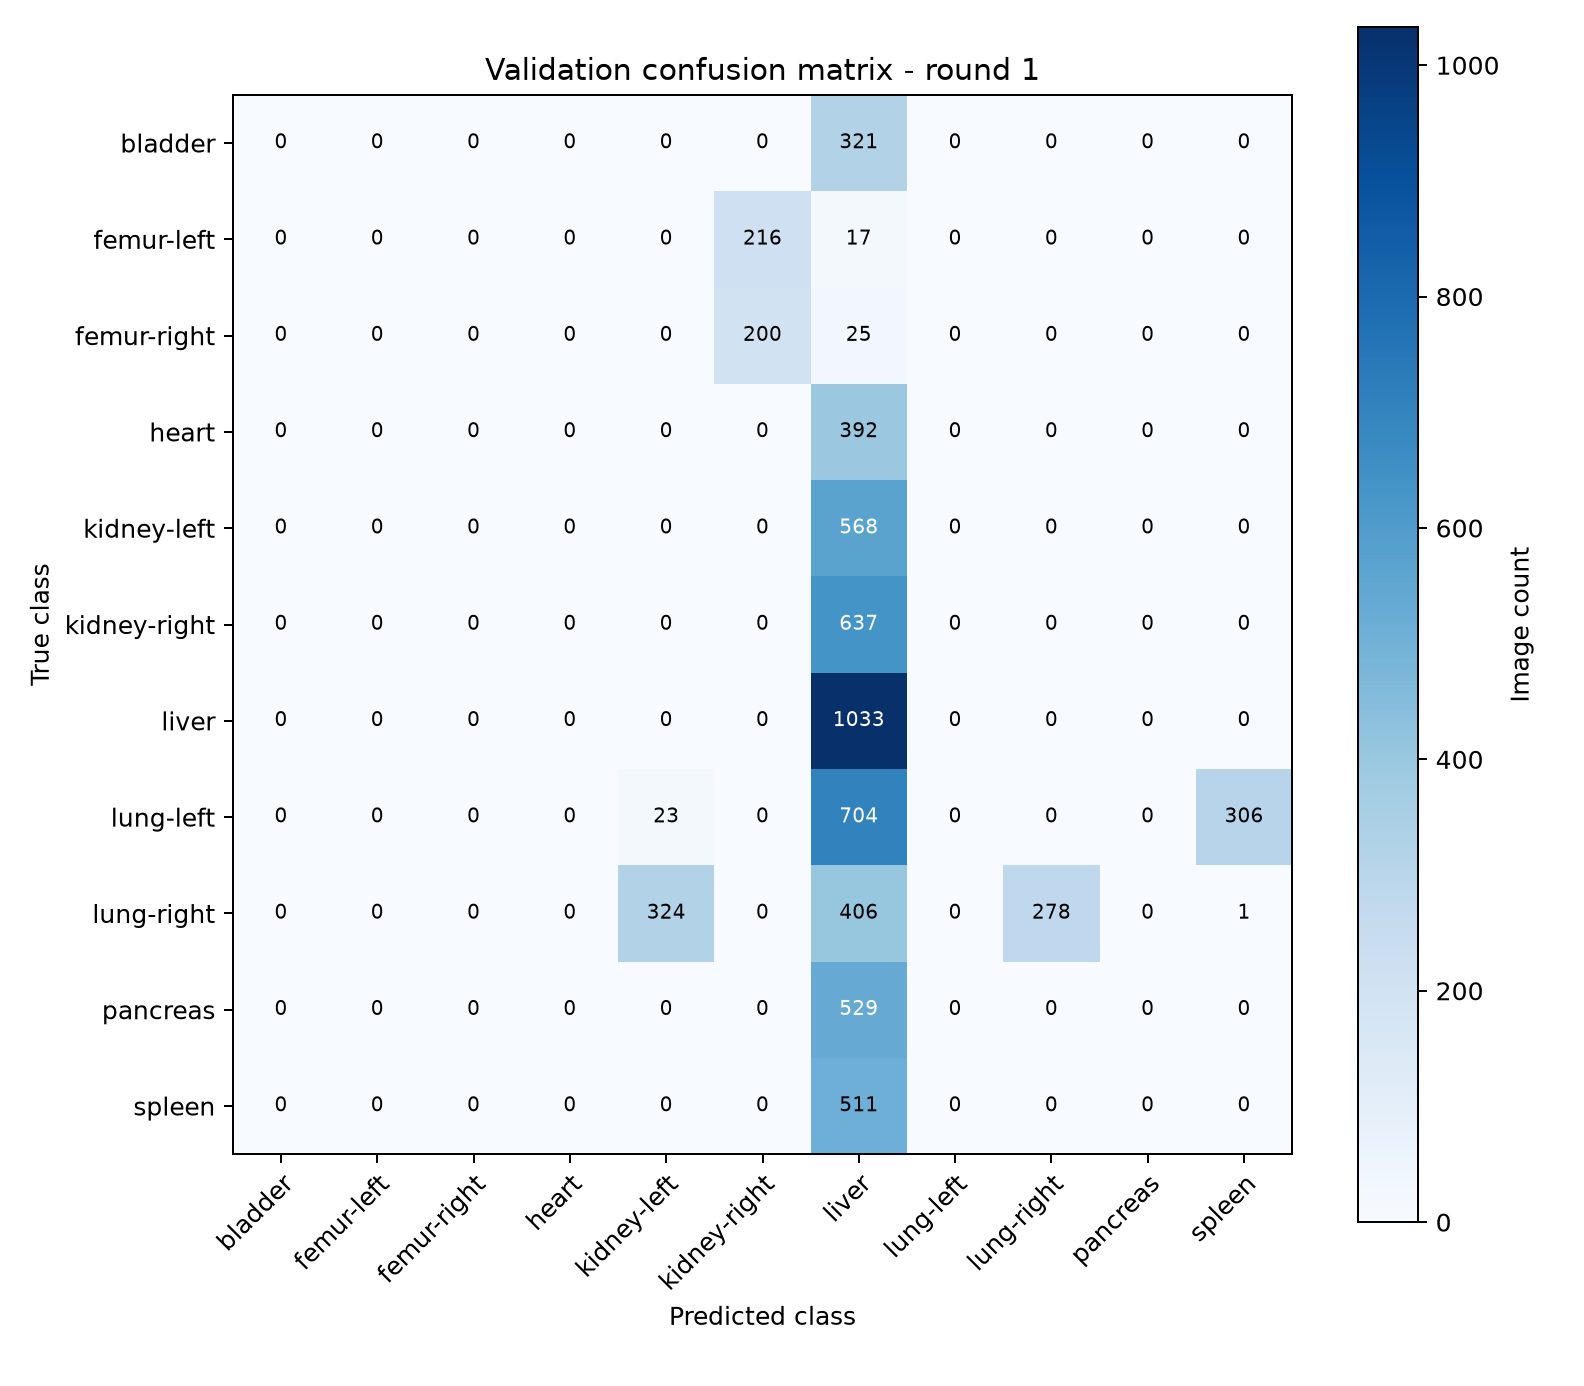 Validation confusion matrix - round 1
True class
bladder 0 0 0 0 0 0 321 0 0 0 0
femur-left 0 0 0 0 0 216 17 0 0 0 0
femur-right 0 0 0 0 0 200 25 0 0 0 0
heart 0 0 0 0 0 0 392 0 0 0 0
kidney-left 0 0 0 0 0 0 568 0 0 0 0
kidney-right 0 0 0 0 0 0 637 0 0 0 0
liver 0 0 0 0 0 0 1033 0 0 0 0
lung-left 0 0 0 0 23 0 704 0 0 0 306
lung-right 0 0 0 0 324 0 406 0 278 0 1
pancreas 0 0 0 0 0 0 529 0 0 0 0
spleen 0 0 0 0 0 0 511 0 0 0 0
bladder femur-left femur-right heart kidney-left kidney-right liver lung-left lung-right pancreas spleen
Predicted class
1000
800
600
400
200
0
Image count